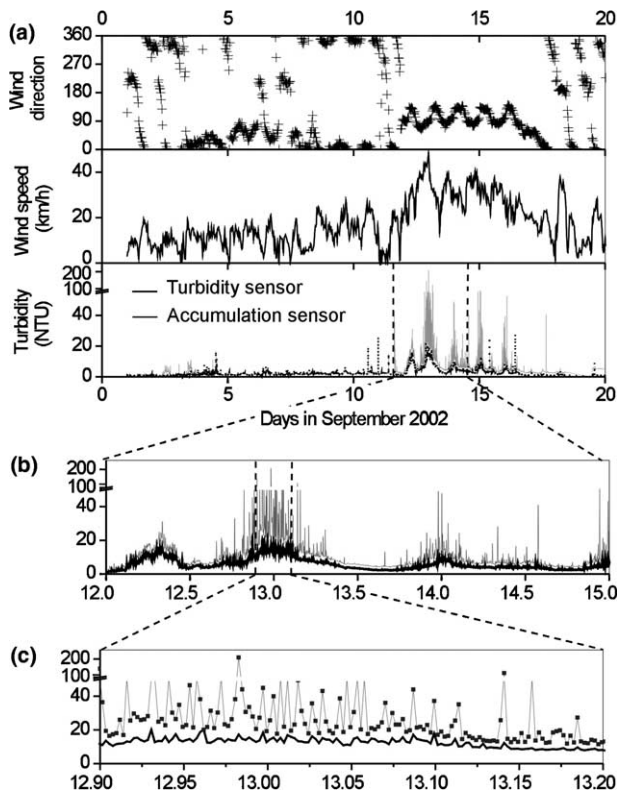 0 5 10 15 20
(a)
360
270
180
90
0
Wind direction
40
20
0
Wind speed (km/h)
200
100
40
20
0
Turbidity (NTU)
Turbidity sensor
Accumulation sensor
0 5 10 15 20
Days in September 2002
(b)
200
100
40
20
0
12.0 12.5 13.0 13.5 14.0 14.5 15.0
(c)
200
100
40
20
0
12.90 12.95 13.00 13.05 13.10 13.15 13.20